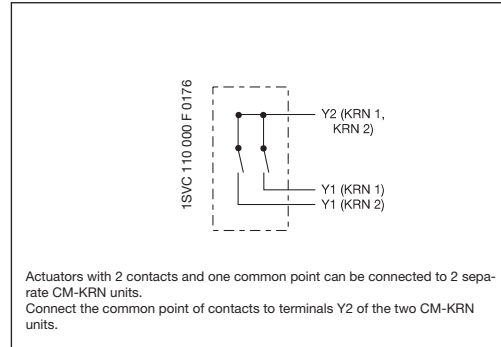 1SVC 110 000 F 0176
Y2 (KRN 1,
KRN 2)
Y1 (KRN 1)
Y1 (KRN 2)
Actuators with 2 contacts and one common point can be connected to 2 sepa-
rate CM-KRN units.
Connect the common point of contacts to terminals Y2 of the two CM-KRN
units.